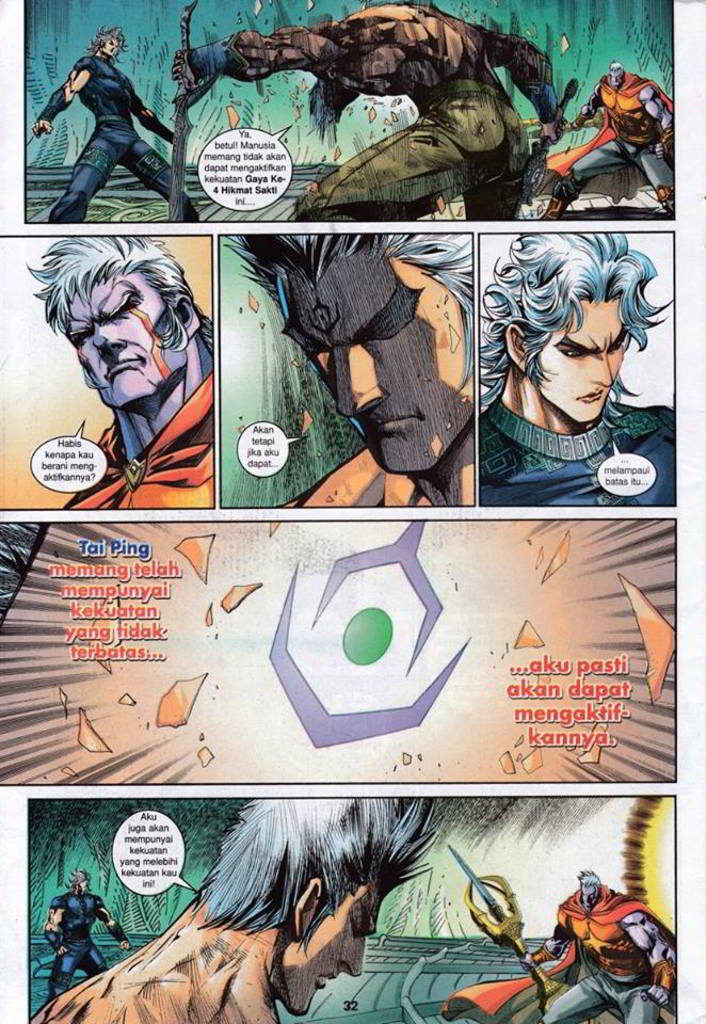 Ya,
betul! Manusia
memang tidak akan
dapat mengaktifkan
kekuatan Gaya Ke-
4 Hikmat Sakti
ini....
Habis
kenapa kau
berani meng-
aktifkannya?
Akan
tetapi
jika aku
dapat...
...
melampaui
batas itu...
Tai Ping
memang telah
mempunyai
kekuatan
yang tidak
terbatas...
...aku pasti
akan dapat
mengaktif-
kannya.
Aku
juga akan
mempunyai
kekuatan
yang melebihi
kekuatan kau
ini!
32